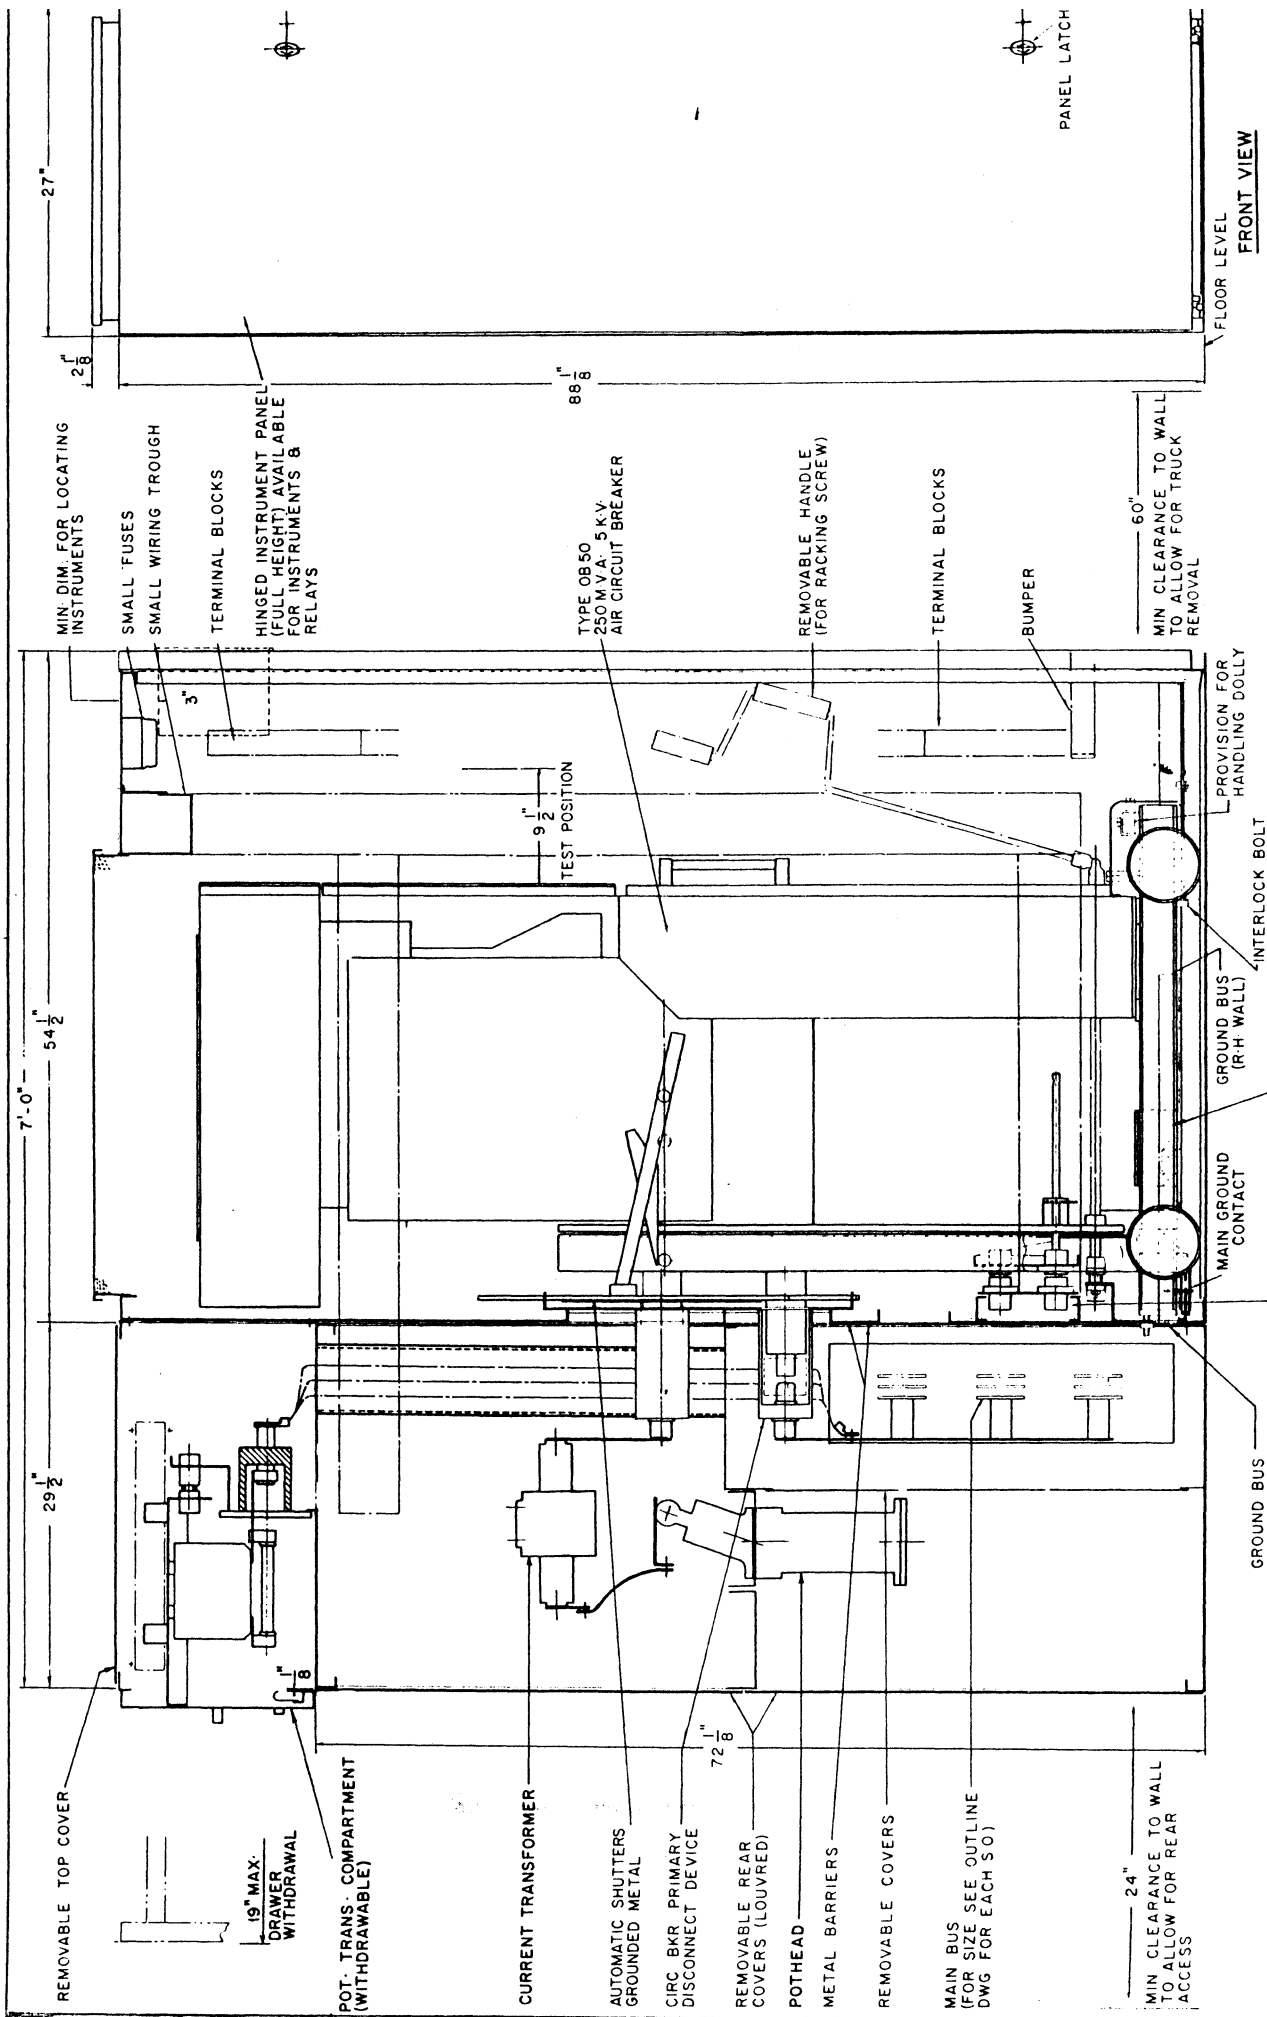 27"
2 1/8"
88 1/8"
PANEL LATCH
FLOOR LEVEL
FRONT VIEW
MIN. DIM. FOR LOCATING
INSTRUMENTS
SMALL FUSES
SMALL WIRING TROUGH
TERMINAL BLOCKS
HINGED INSTRUMENT PANEL
(FULL HEIGHT) AVAILABLE
FOR INSTRUMENTS &
RELAYS
TYPE OB50
250 M.V.A. 5 K.V.
AIR CIRCUIT BREAKER
REMOVABLE HANDLE
(FOR RACKING SCREW)
TERMINAL BLOCKS
BUMPER
60"
MIN CLEARANCE TO WALL
TO ALLOW FOR TRUCK
REMOVAL
7'-0"
54 1/2"
29 1/2"
3"
9 1/2"
TEST POSITION
PROVISION FOR
HANDLING DOLLY
INTERLOCK BOLT
GROUND BUS
(R.H. WALL)
MAIN GROUND
CONTACT
GROUND BUS
1 1/8"
72 1/8"
REMOVABLE TOP COVER
19" MAX.
DRAWER
WITHDRAWAL
POT. TRANS. COMPARTMENT
(WITHDRAWABLE)
CURRENT TRANSFORMER
AUTOMATIC SHUTTERS
GROUNDED METAL
CIRC BKR PRIMARY
DISCONNECT DEVICE
REMOVABLE REAR
COVERS (LOUVRED)
POTHEAD
METAL BARRIERS
REMOVABLE COVERS
MAIN BUS
(FOR SIZE SEE OUTLINE
DWG FOR EACH S O)
24"
MIN CLEARANCE TO WALL
TO ALLOW FOR REAR
ACCESS